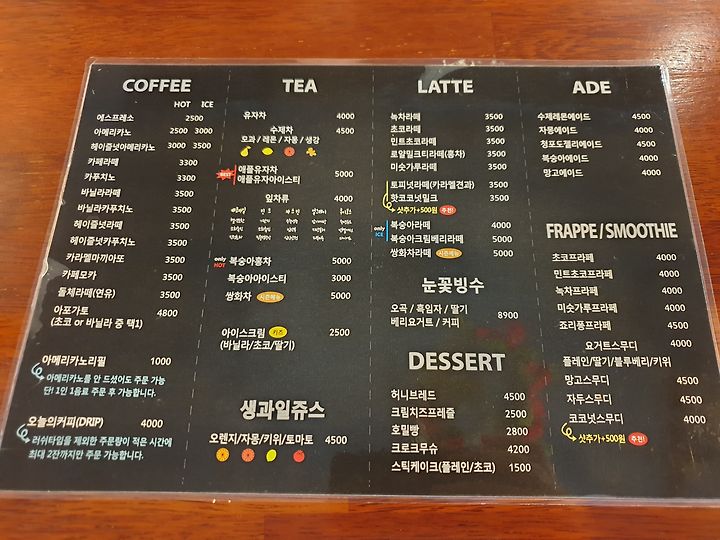 COFFEE
HOT ICE
에스프레소 2500
아메리카노 2500 3000
헤이즐넛아메리카노 3000 3500
카페라떼 3300
카푸치노 3300
바닐라라떼 3500
바닐라카푸치노 3500
헤이즐넛라떼 3500
헤이즐넛카푸치노 3500
카라멜마끼아또 3500
카페모카 3500
돌체라떼(연유) 3500
아포가토 4800
(초코 or 바닐라 중 택1)
아메리카노리필 1000
아메리카노를 안 드셨어도 주문 가능
단! 1인 1음료 주문 후 가능합니다.
오늘의커피(DRIP) 4000
러쉬타임을 제외한 주문량이 적은 시간에
최대 2잔까지만 주문 가능합니다.
TEA
유자차 4000
수제차 4500
모과 / 레몬 / 자몽 / 생강
BEST
애플유자차 5000
애플유자아이스티
잎차류 4000
only HOT
복숭아홍차 5000
복숭아아이스티 3000
쌍화차 시즌메뉴 5000
아이스크림 2500
(바닐라/초코/딸기)
생과일쥬스
오렌지/자몽/키위/토마토 4500
LATTE
녹차라떼 3500
초코라떼 3500
민트초코라떼 3500
로얄밀크티라떼(홍차) 3500
미숫가루라떼 3500
토피넛라떼(카라멜견과) 3500
핫코코넛밀크 3500
샷추가+500원 추천!
only ICE
복숭아라떼 4000
복숭아크림베리라떼 5000
쌍화라떼 시즌메뉴 5000
눈꽃빙수
오곡 / 흑임자 / 딸기 8900
베리요거트 / 커피
DESSERT
허니브레드 4500
크림치즈프레즐 2500
호밀빵 2800
크로크무슈 4200
스틱케이크(플레인/초코) 1500
ADE
수제레몬에이드 4500
자몽에이드 4000
청포도젤리에이드 4500
복숭아에이드 4000
망고에이드 4000
FRAPPE / SMOOTHIE
초코프라페 4000
민트초코프라페 4000
녹차프라페 4000
미숫가루프라페 4000
죠리퐁프라페 4500
요거트스무디 4000
플레인/딸기/블루베리/키위
망고스무디 4500
자두스무디 4500
코코넛스무디 4000
샷추가+500원 추천!